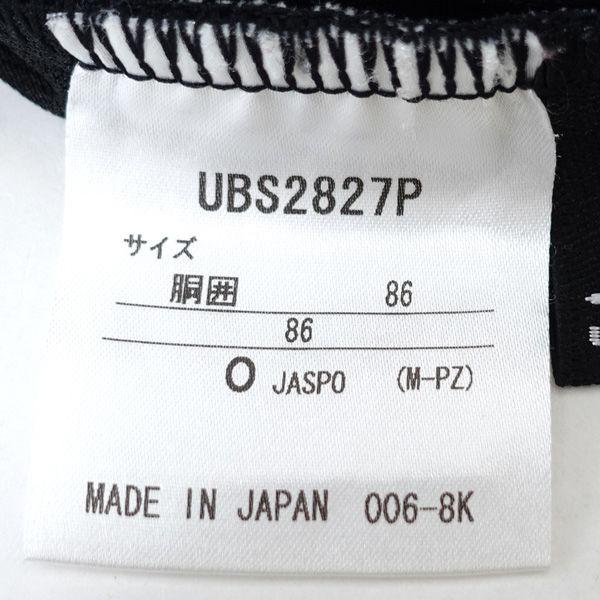 UBS2827P
サイズ
胴囲 86
86
O JASPO (M-PZ)
MADE IN JAPAN 006-8K